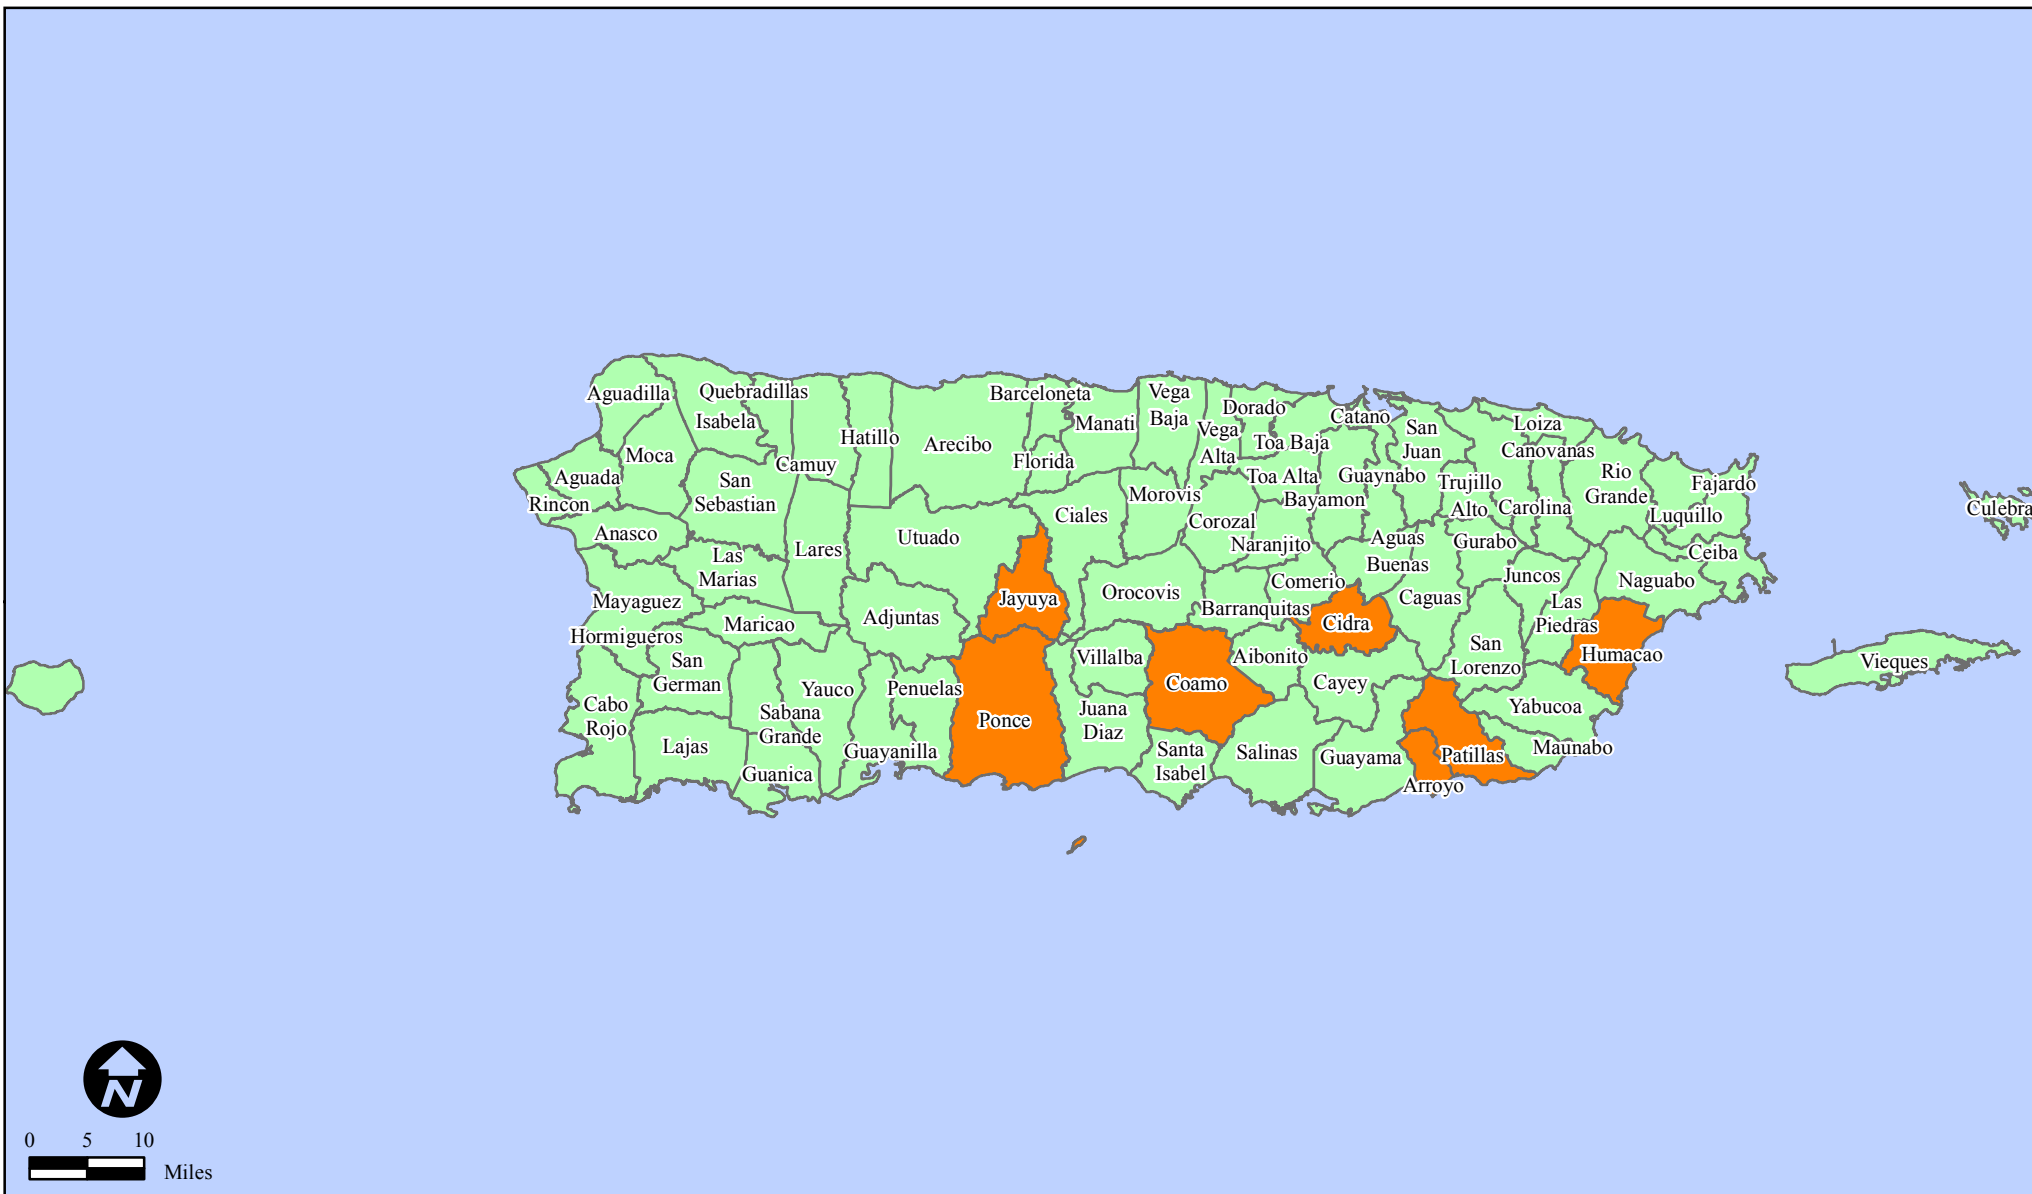 Aguadilla
Quebradillas
Isabela
Moca
Aguada
Rincon
Anasco
San
Sebastian
Camuy
Hatillo
Arecibo
Barceloneta
Florida
Manati
Vega
Baja
Vega
Alta
Dorado
Toa Baja
Toa Alta
Catano
Bayamon
Guaynabo
San
Juan
Trujillo
Alto
Carolina
Loiza
Canovanas
Rio
Grande
Luquillo
Fajardo
Ceiba
Culebra
Lares
Utuado
Ciales
Morovis
Corozal
Naranjito
Las
Marias
Mayaguez
Hormigueros
Maricao
Adjuntas
Jayuya
Orocovis
Barranquitas
Comerio
Aguas
Buenas
Cidra
Caguas
Gurabo
Juncos
Las
Piedras
Naguabo
Humacao
Vieques
San
German
Cabo
Rojo
Lajas
Sabana
Grande
Guanica
Yauco
Guayanilla
Penuelas
Ponce
Villalba
Juana
Diaz
Coamo
Santa
Isabel
Aibonito
Salinas
Cayey
Guayama
Arroyo
Patillas
San
Lorenzo
Yabucoa
Maunabo
N
0 5 10
Miles